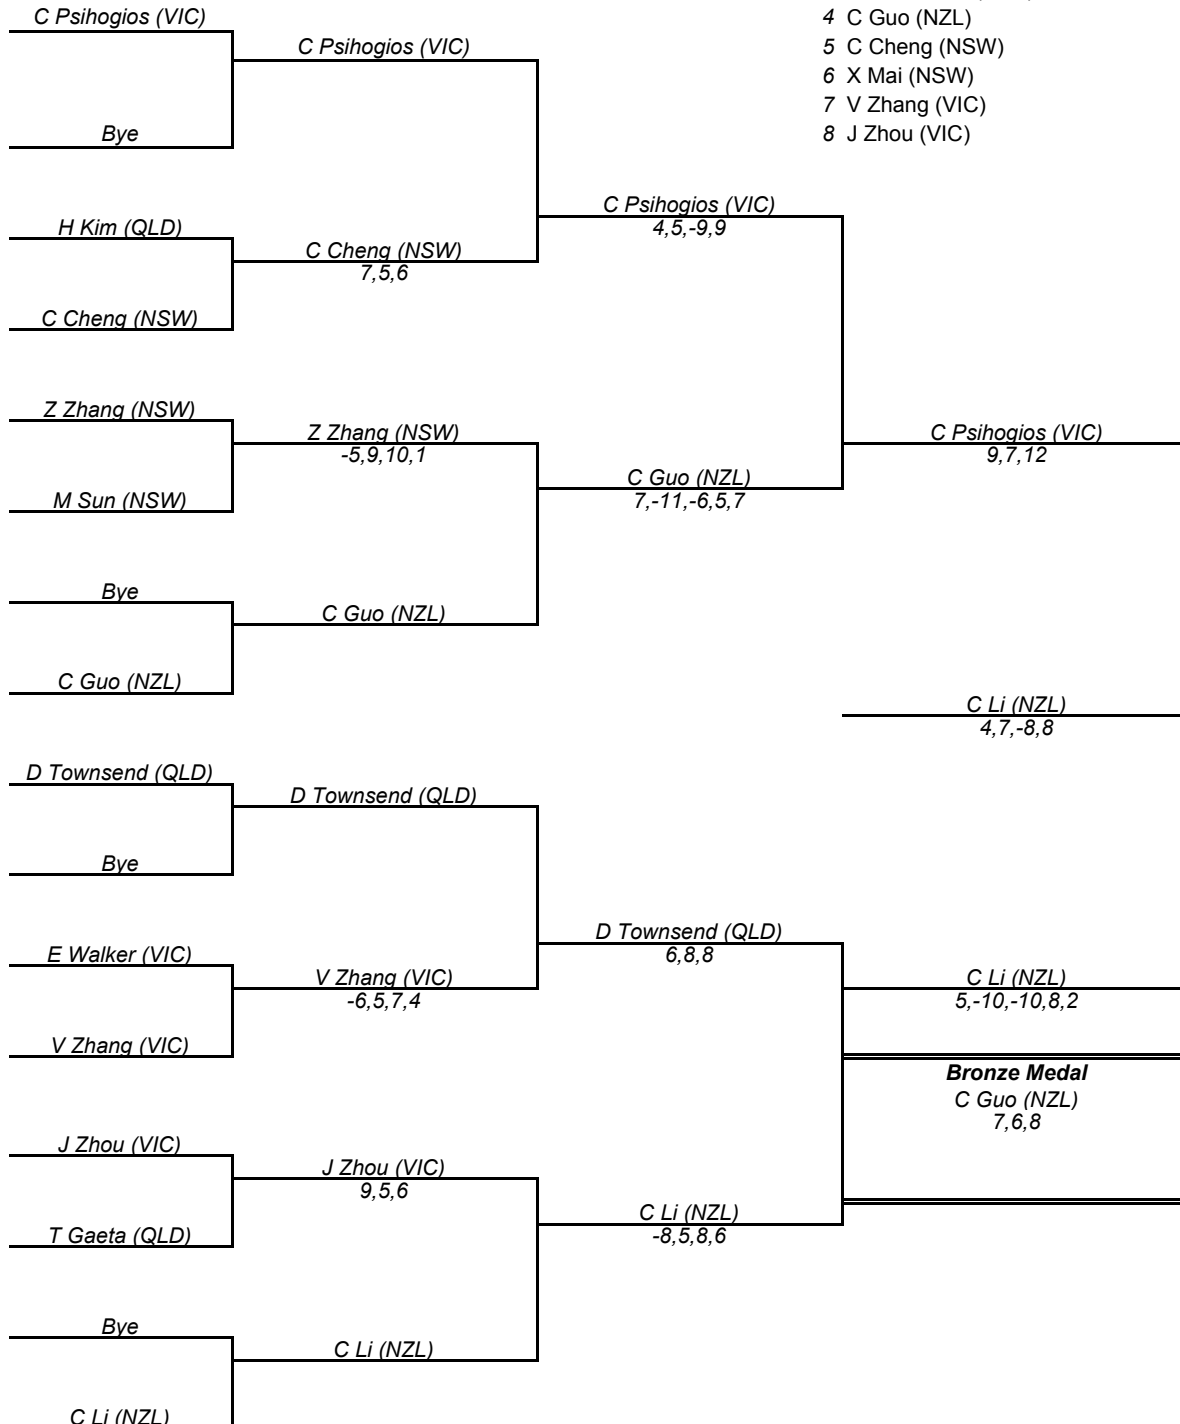 C Psihogios (VIC)
Bye
H Kim (QLD)
C Cheng (NSW)
Z Zhang (NSW)
M Sun (NSW)
Bye
C Guo (NZL)
D Townsend (QLD)
Bye
E Walker (VIC)
V Zhang (VIC)
J Zhou (VIC)
T Gaeta (QLD)
Bye
C Li (NZL)
C Psihogios (VIC)
C Cheng (NSW)
7,5,6
Z Zhang (NSW)
-5,9,10,1
C Guo (NZL)
D Townsend (QLD)
V Zhang (VIC)
-6,5,7,4
J Zhou (VIC)
9,5,6
C Li (NZL)
C Psihogios (VIC)
4,5,-9,9
C Guo (NZL)
7,-11,-6,5,7
D Townsend (QLD)
6,8,8
C Li (NZL)
-8,5,8,6
4 C Guo (NZL)
5 C Cheng (NSW)
6 X Mai (NSW)
7 V Zhang (VIC)
8 J Zhou (VIC)
C Psihogios (VIC)
9,7,12
C Li (NZL)
4,7,-8,8
C Li (NZL)
5,-10,-10,8,2
Bronze Medal
C Guo (NZL)
7,6,8